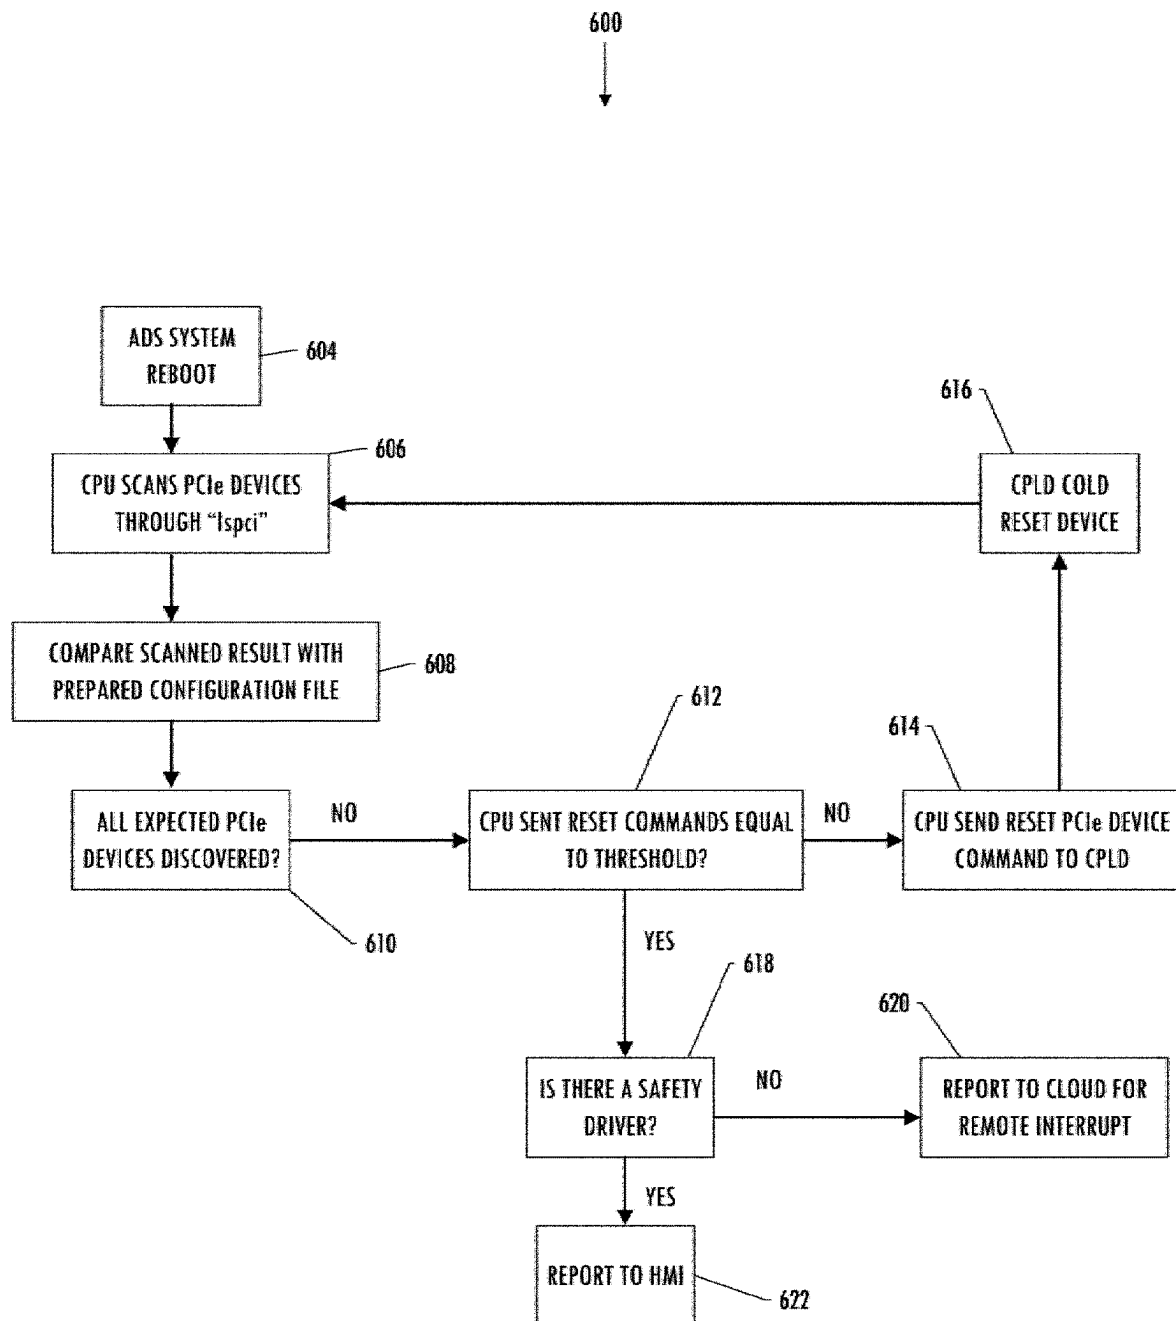 600
ADS SYSTEM
REBOOT
604
606
616
CPU SCANS PCIe DEVICES
THROUGH "lspci"
CPLD COLD
RESET DEVICE
COMPARE SCANNED RESULT WITH
PREPARED CONFIGURATION FILE
608
612
614
ALL EXPECTED PCIe
DEVICES DISCOVERED?
NO
CPU SENT RESET COMMANDS EQUAL
TO THRESHOLD?
NO
CPU SEND RESET PCIe DEVICE
COMMAND TO CPLD
610
YES
618
620
IS THERE A SAFETY
DRIVER?
NO
REPORT TO CLOUD FOR
REMOTE INTERRUPT
YES
REPORT TO HMI
622